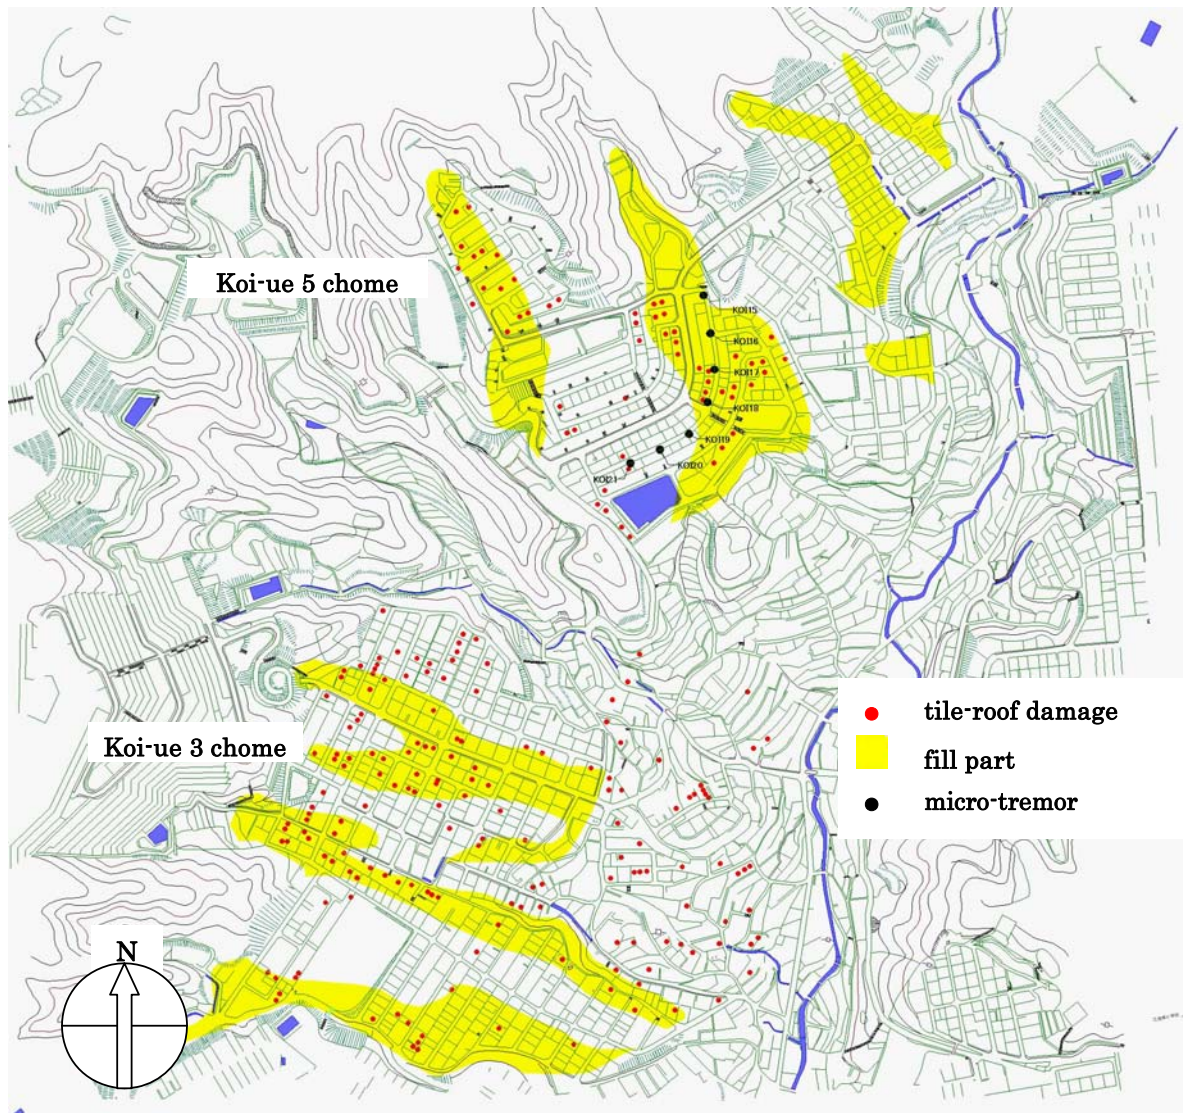 Koi-ue 5 chome
KOI15
KOI16
KOI17
KOI18
KOI19
KOI20
KOI21
tile-roof damage
Koi-ue 3 chome
fill part
micro-tremor
N